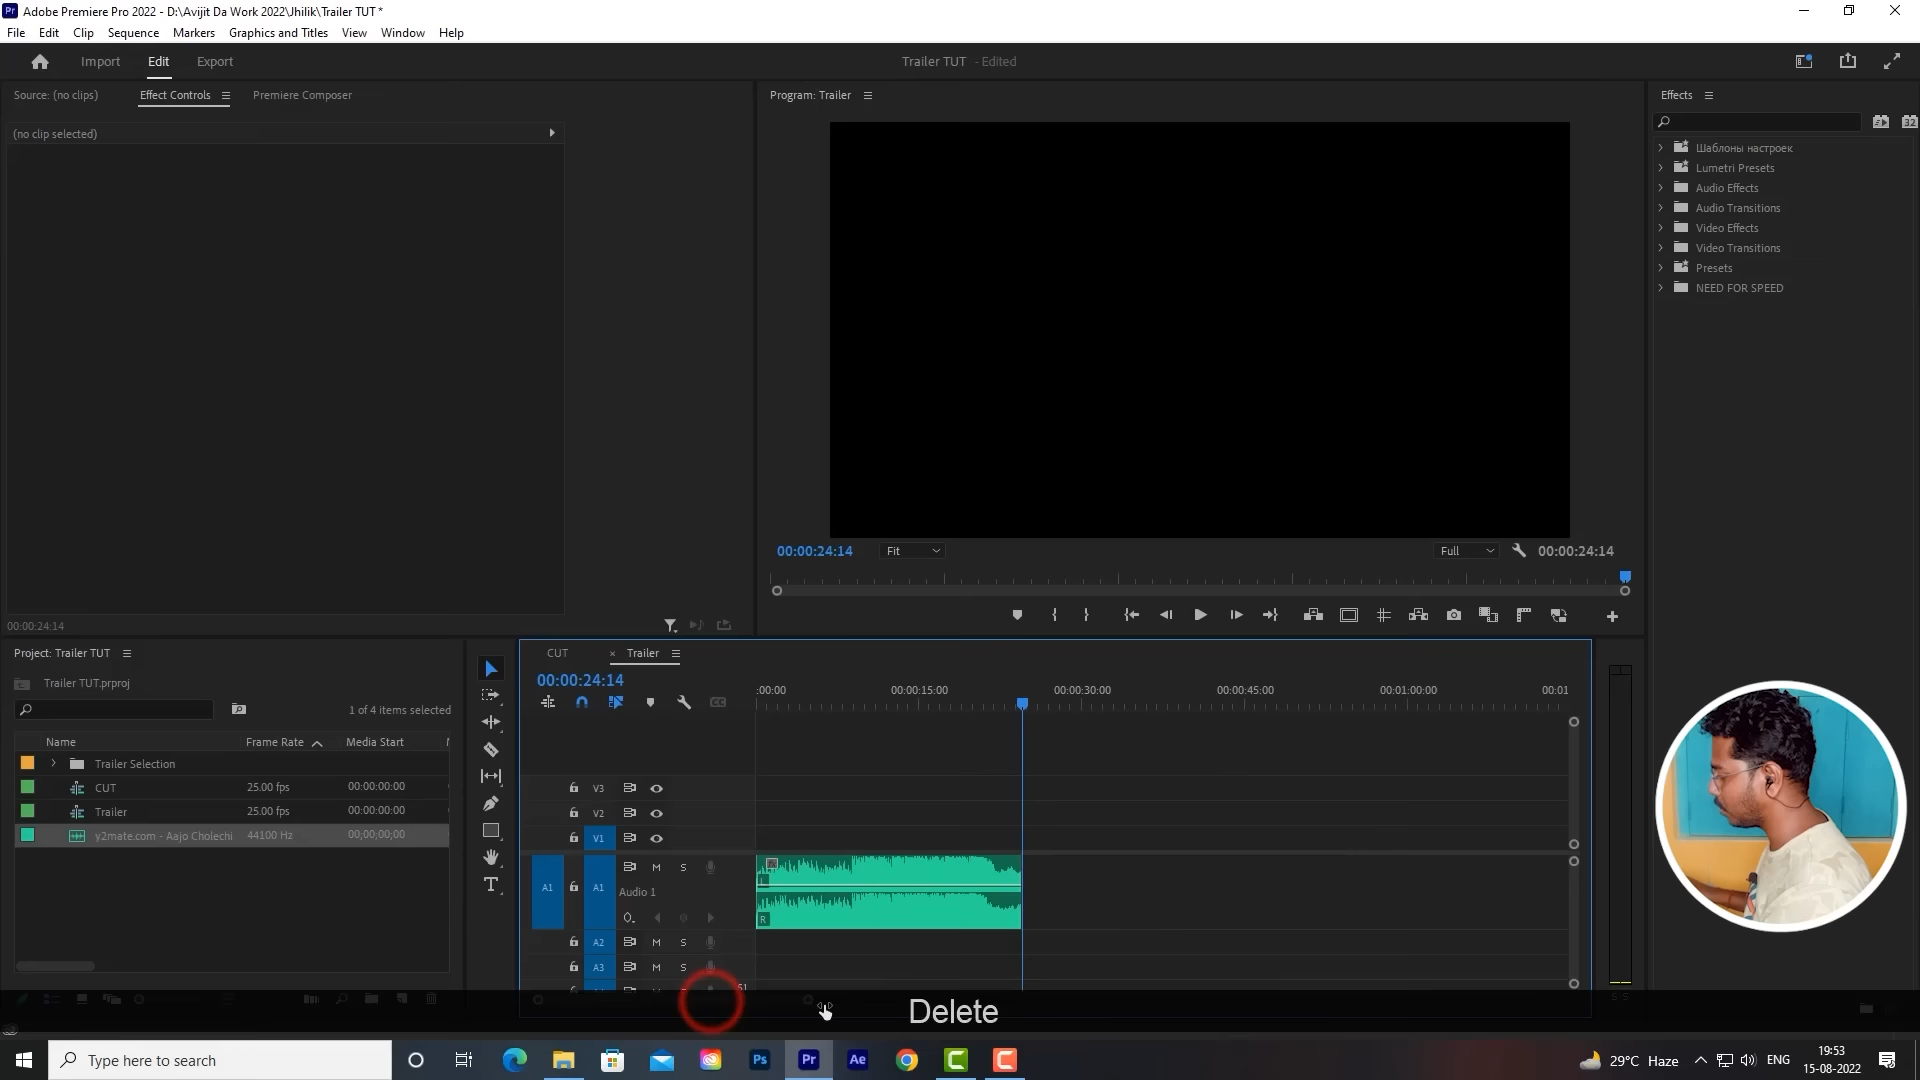 Adobe Premiere Pro 2022 - D:\Avijit Da Work 2022\Jhilik\Trailer TUT *
File Edit Clip Sequence Markers Graphics and Titles View Window Help
Import Edit Export Trailer TUT - Edited
Source: (no clips) Effect Controls Premiere Composer Program: Trailer Effects
(no clip selected)
32
Шаблоны настроек
Lumetri Presets
Audio Effects
Audio Transitions
Video Effects
Video Transitions
Presets
NEED FOR SPEED
00:00:24:14 Fit Full 00:00:24:14
00:00:24:14
Project: Trailer TUT CUT × Trailer
Trailer TUT.prproj 00:00:24:14
:00:00 00:00:15:00 00:00:30:00 00:00:45:00 00:01:00:00 00:01
1 of 4 items selected
Name Frame Rate Media Start
Trailer Selection
CUT 25.00 fps 00:00:00:00
Trailer 25.00 fps 00:00:00:00
y2mate.com - Aajo Cholechi 44100 Hz 00;00;00;00
V3
V2
V1
A1 A1 M S
Audio 1
L
R
A2 M S
A3 M S
S S
Delete
Type here to search
Ps Pr Ae
29°C Haze ENG 19:53
15-08-2022